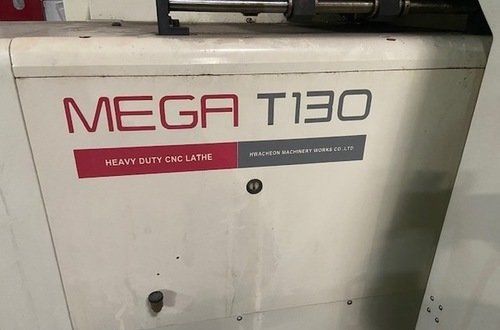 MEGA T130
HEAVY DUTY CNC LATHE HWACHEON MACHINERY WORKS CO.,LTD.